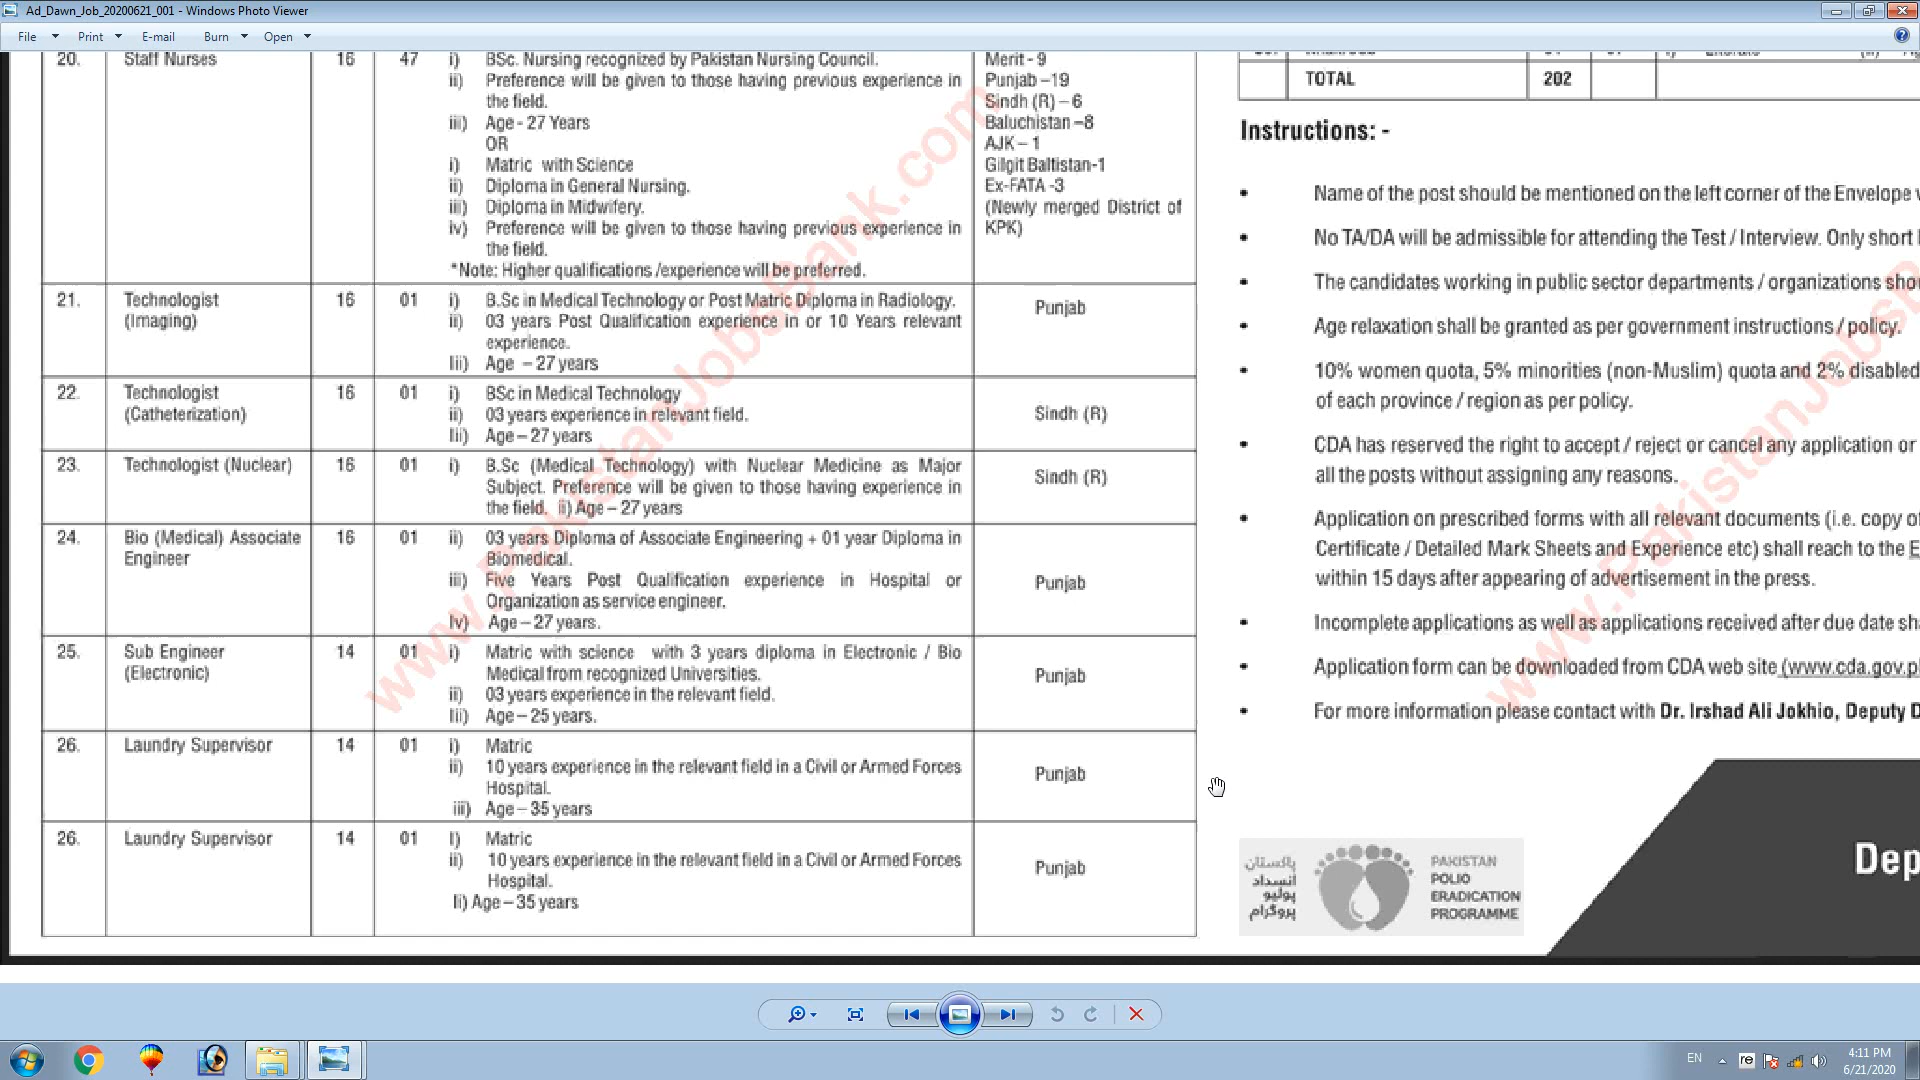 Ad_Dawn_Job_20200621_001 - Windows Photo Viewer
File Print E-mail Burn Open
20. Staff Nurses 16 47 i) BSc. Nursing recognized by Pakistan Nursing Council.
ii) Preference will be given to those having previous experience in
the field.
iii) Age - 27 Years
OR
i) Matric with Science
ii) Diploma in General Nursing.
iii) Diploma in Midwifery.
iv) Preference will be given to those having previous experience in
the field.
*Note: Higher qualifications /experience will be preferred.
Merit - 9
Punjab –19
Sindh (R) – 6
Baluchistan –8
AJK – 1
Gilgit Baltistan-1
Ex-FATA -3
(Newly merged District of
KPK)
21. Technologist
(Imaging)
16 01 i) B.Sc in Medical Technology or Post Matric Diploma in Radiology.
ii) 03 years Post Qualification experience in or 10 Years relevant
experience.
Iii) Age – 27 years
Punjab
22. Technologist
(Catheterization)
16 01 i) BSc in Medical Technology
ii) 03 years experience in relevant field.
Iii) Age – 27 years
Sindh (R)
23. Technologist (Nuclear) 16 01 i) B.Sc (Medical Technology) with Nuclear Medicine as Major
Subject. Preference will be given to those having experience in
the field. ii) Age – 27 years
Sindh (R)
24. Bio (Medical) Associate
Engineer
16 01 ii) 03 years Diploma of Associate Engineering + 01 year Diploma in
Biomedical.
iii) Five Years Post Qualification experience in Hospital or
Organization as service engineer.
Iv) Age – 27 years.
Punjab
25. Sub Engineer
(Electronic)
14 01 i) Matric with science with 3 years diploma in Electronic / Bio
Medical from recognized Universities.
ii) 03 years experience in the relevant field.
Iii) Age – 25 years.
Punjab
26. Laundry Supervisor 14 01 i) Matric
ii) 10 years experience in the relevant field in a Civil or Armed Forces
Hospital.
iii) Age – 35 years
Punjab
26. Laundry Supervisor 14 01 I) Matric
ii) 10 years experience in the relevant field in a Civil or Armed Forces
Hospital.
Ii) Age – 35 years
Punjab
www.PakistanJobsBank.com
TOTAL 202
Instructions: -
• Name of the post should be mentioned on the left corner of the Envelope
• No TA/DA will be admissible for attending the Test / Interview. Only short
• The candidates working in public sector departments / organizations
• Age relaxation shall be granted as per government instructions / policy.
• 10% women quota, 5% minorities (non-Muslim) quota and 2% disabled
of each province / region as per policy.
• CDA has reserved the right to accept / reject or cancel any application or
all the posts without assigning any reasons.
• Application on prescribed forms with all relevant documents (i.e. copy of
Certificate / Detailed Mark Sheets and Experience etc) shall reach to the
within 15 days after appearing of advertisement in the press.
• Incomplete applications as well as applications received after due date
• Application form can be downloaded from CDA web site (www.cda.gov.p
• For more information please contact with Dr. Irshad Ali Jokhio, Deputy D
www.PakistanJobsB
پاکستان
انسداد
پولیو
پروگرام
PAKISTAN
POLIO
ERADICATION
PROGRAMME
Dep
EN
re
4:11 PM
6/21/2020